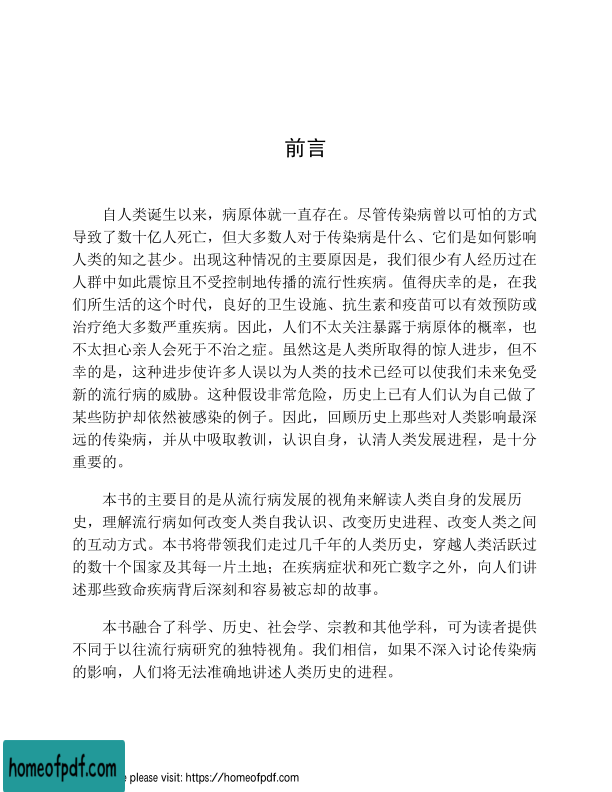 前言
自人类诞生以来，病原体就一直存在。尽管传染病曾以可怕的方式
导致了数十亿人死亡，但大多数人对于传染病是什么、它们是如何影响
人类的知之甚少。出现这种情况的主要原因是，我们很少有人经历过在
人群中如此震惊且不受控制地传播的流行性疾病。值得庆幸的是，在我
们所生活的这个时代，良好的卫生设施、抗生素和疫苗可以有效预防或
治疗绝大多数严重疾病。因此，人们不太关注暴露于病原体的概率，也
不太担心亲人会死于不治之症。虽然这是人类所取得的惊人进步，但不
幸的是，这种进步使许多人误以为人类的技术已经可以使我们未来免受
新的流行病的威胁。这种假设非常危险，历史上已有人们认为自己做了
某些防护却依然被感染的例子。因此，回顾历史上那些对人类影响最深
远的传染病，并从中吸取教训，认识自身，认清人类发展进程，是十分
重要的。
本书的主要目的是从流行病发展的视角来解读人类自身的发展历
史，理解流行病如何改变人类自我认识、改变历史进程、改变人类之间
的互动方式。本书将带领我们走过几千年的人类历史，穿越人类活跃过
的数十个国家及其每一片土地；在疾病症状和死亡数字之外，向人们讲
述那些致命疾病背后深刻和容易被忘却的故事。
本书融合了科学、历史、社会学、宗教和其他学科，可为读者提供
不同于以往流行病研究的独特视角。我们相信，如果不深入讨论传染病
的影响，人们将无法准确地讲述人类历史的进程。
homeofpdf.com
e please visit: https://homeofpdf.com